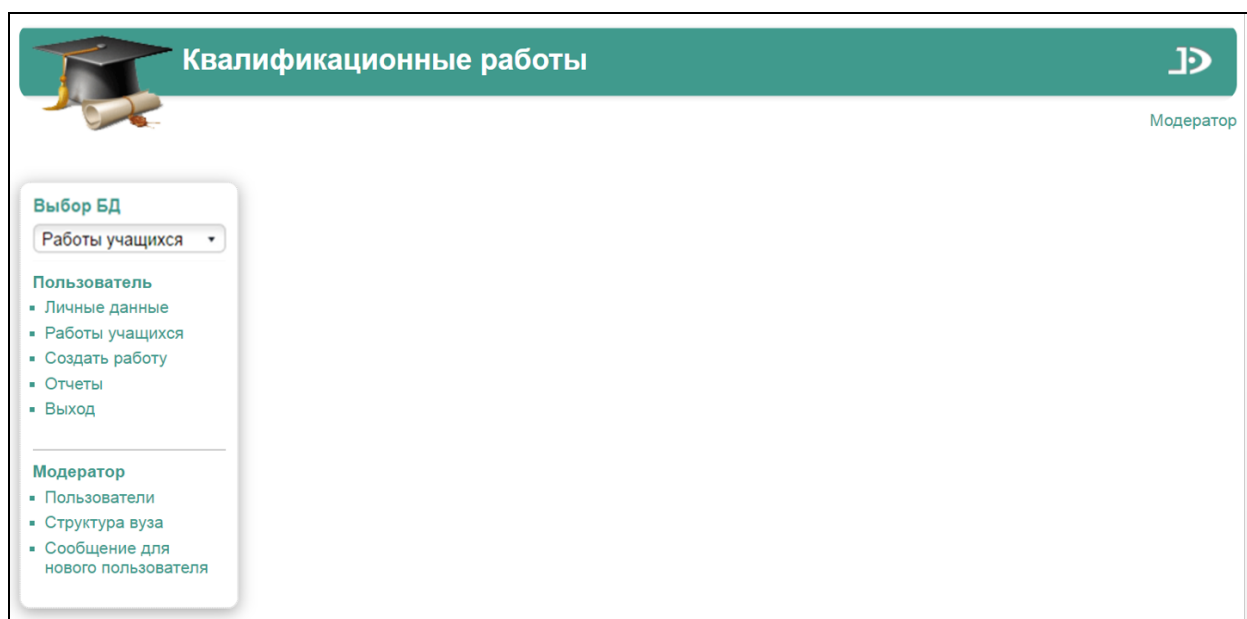 Квалификационные работы
Модератор
Выбор БД
Работы учащихся
Пользователь
Личные данные
Работы учащихся
Создать работу
Отчеты
Выход
Модератор
Пользователи
Структура вуза
Сообщение для
нового пользователя